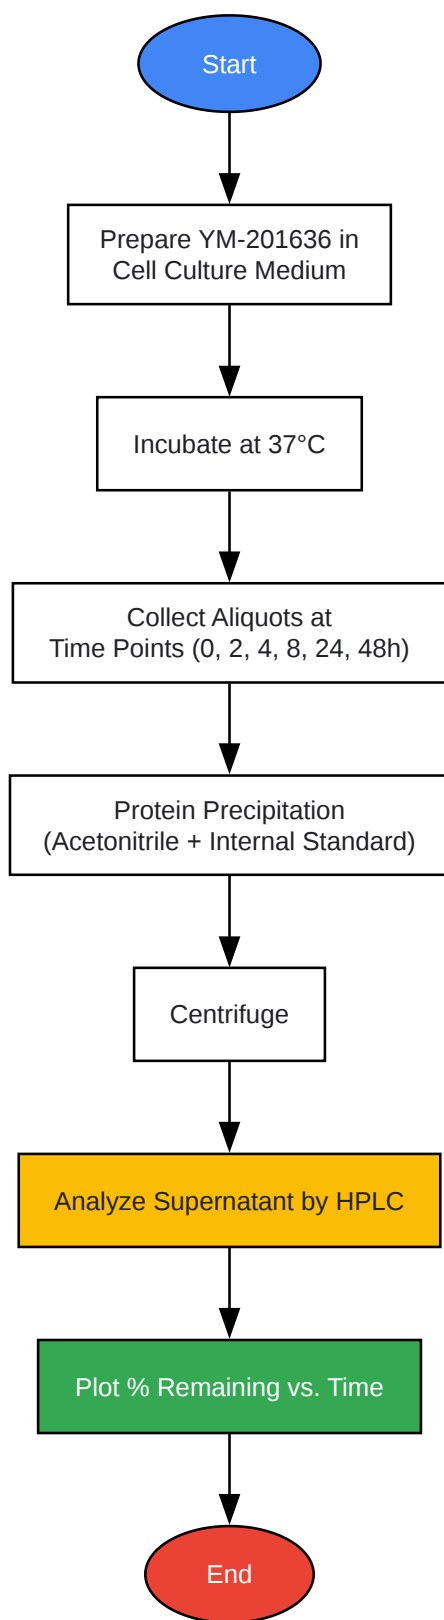 Start
Prepare YM-201636 in
Cell Culture Medium
Incubate at 37°C
Collect Aliquots at
Time Points (0, 2, 4, 8, 24, 48h)
Protein Precipitation
(Acetonitrile + Internal Standard)
Centrifuge
Analyze Supernatant by HPLC
Plot % Remaining vs. Time
End